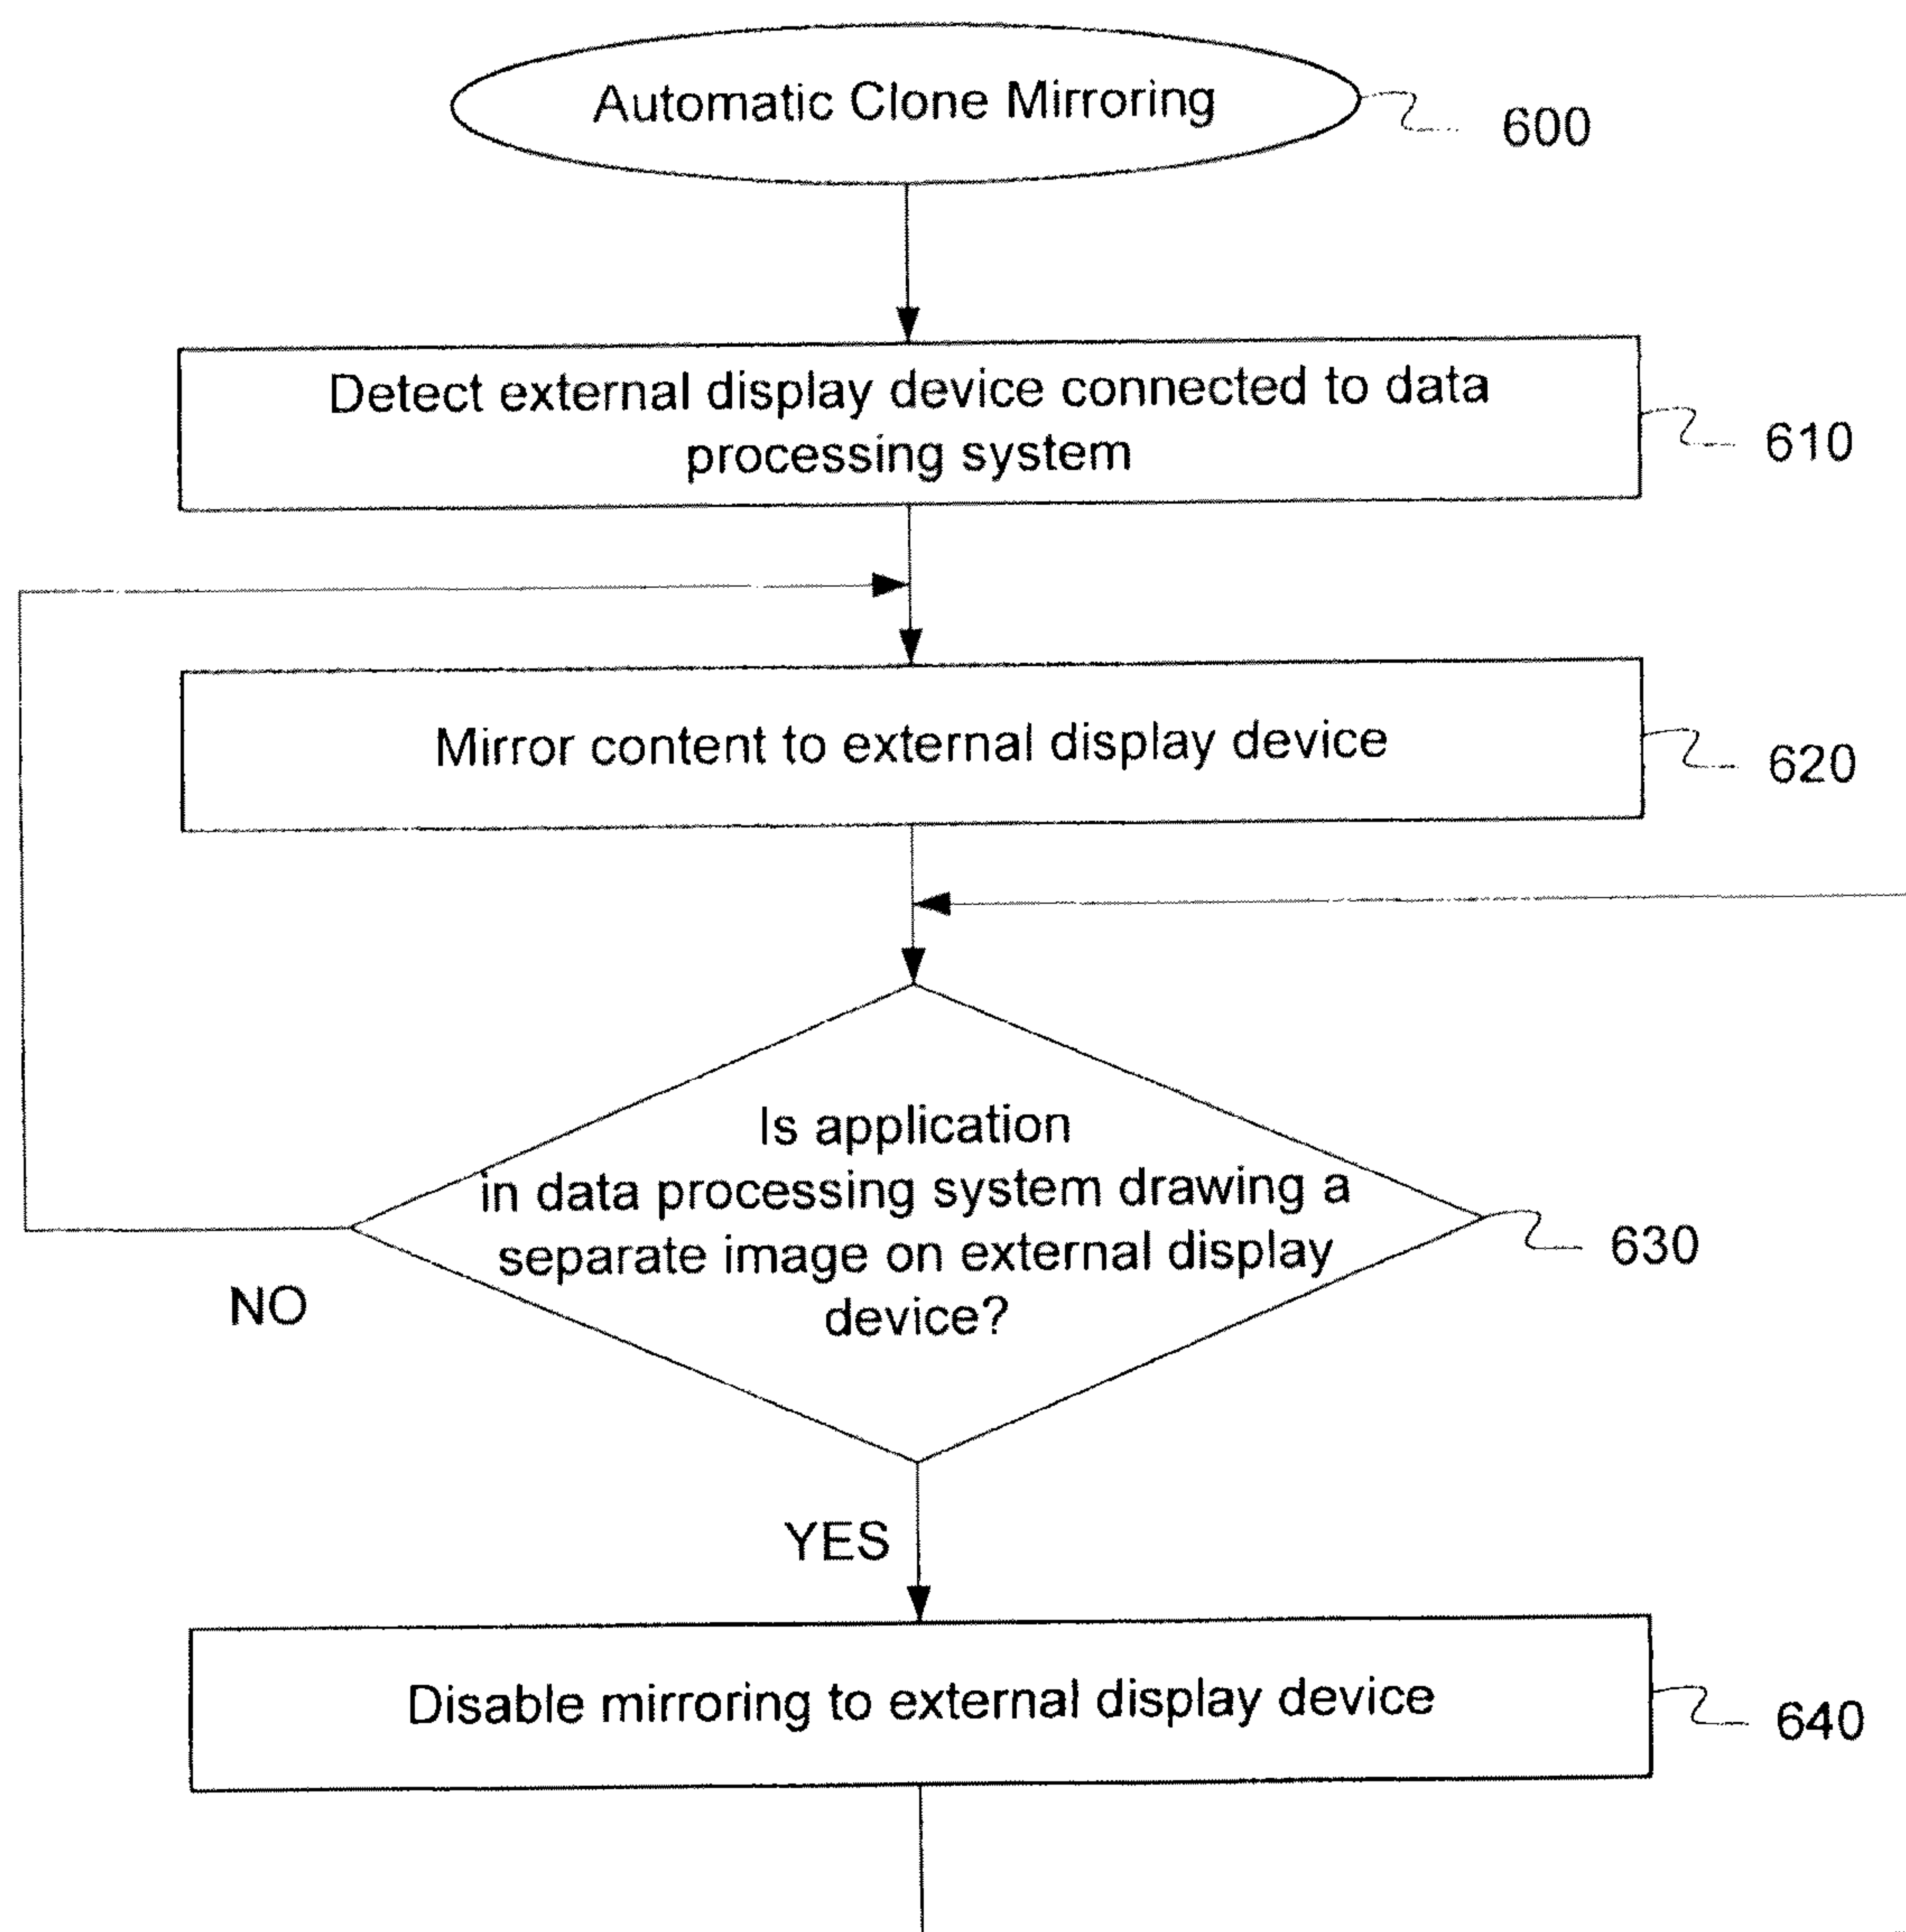 Automatic Clone Mirroring
600
Detect external display device connected to data
processing system
610
Mirror content to external display device
620
Is application
in data processing system drawing a
separate image on external display
device?
630
NO
YES
Disable mirroring to external display device
640